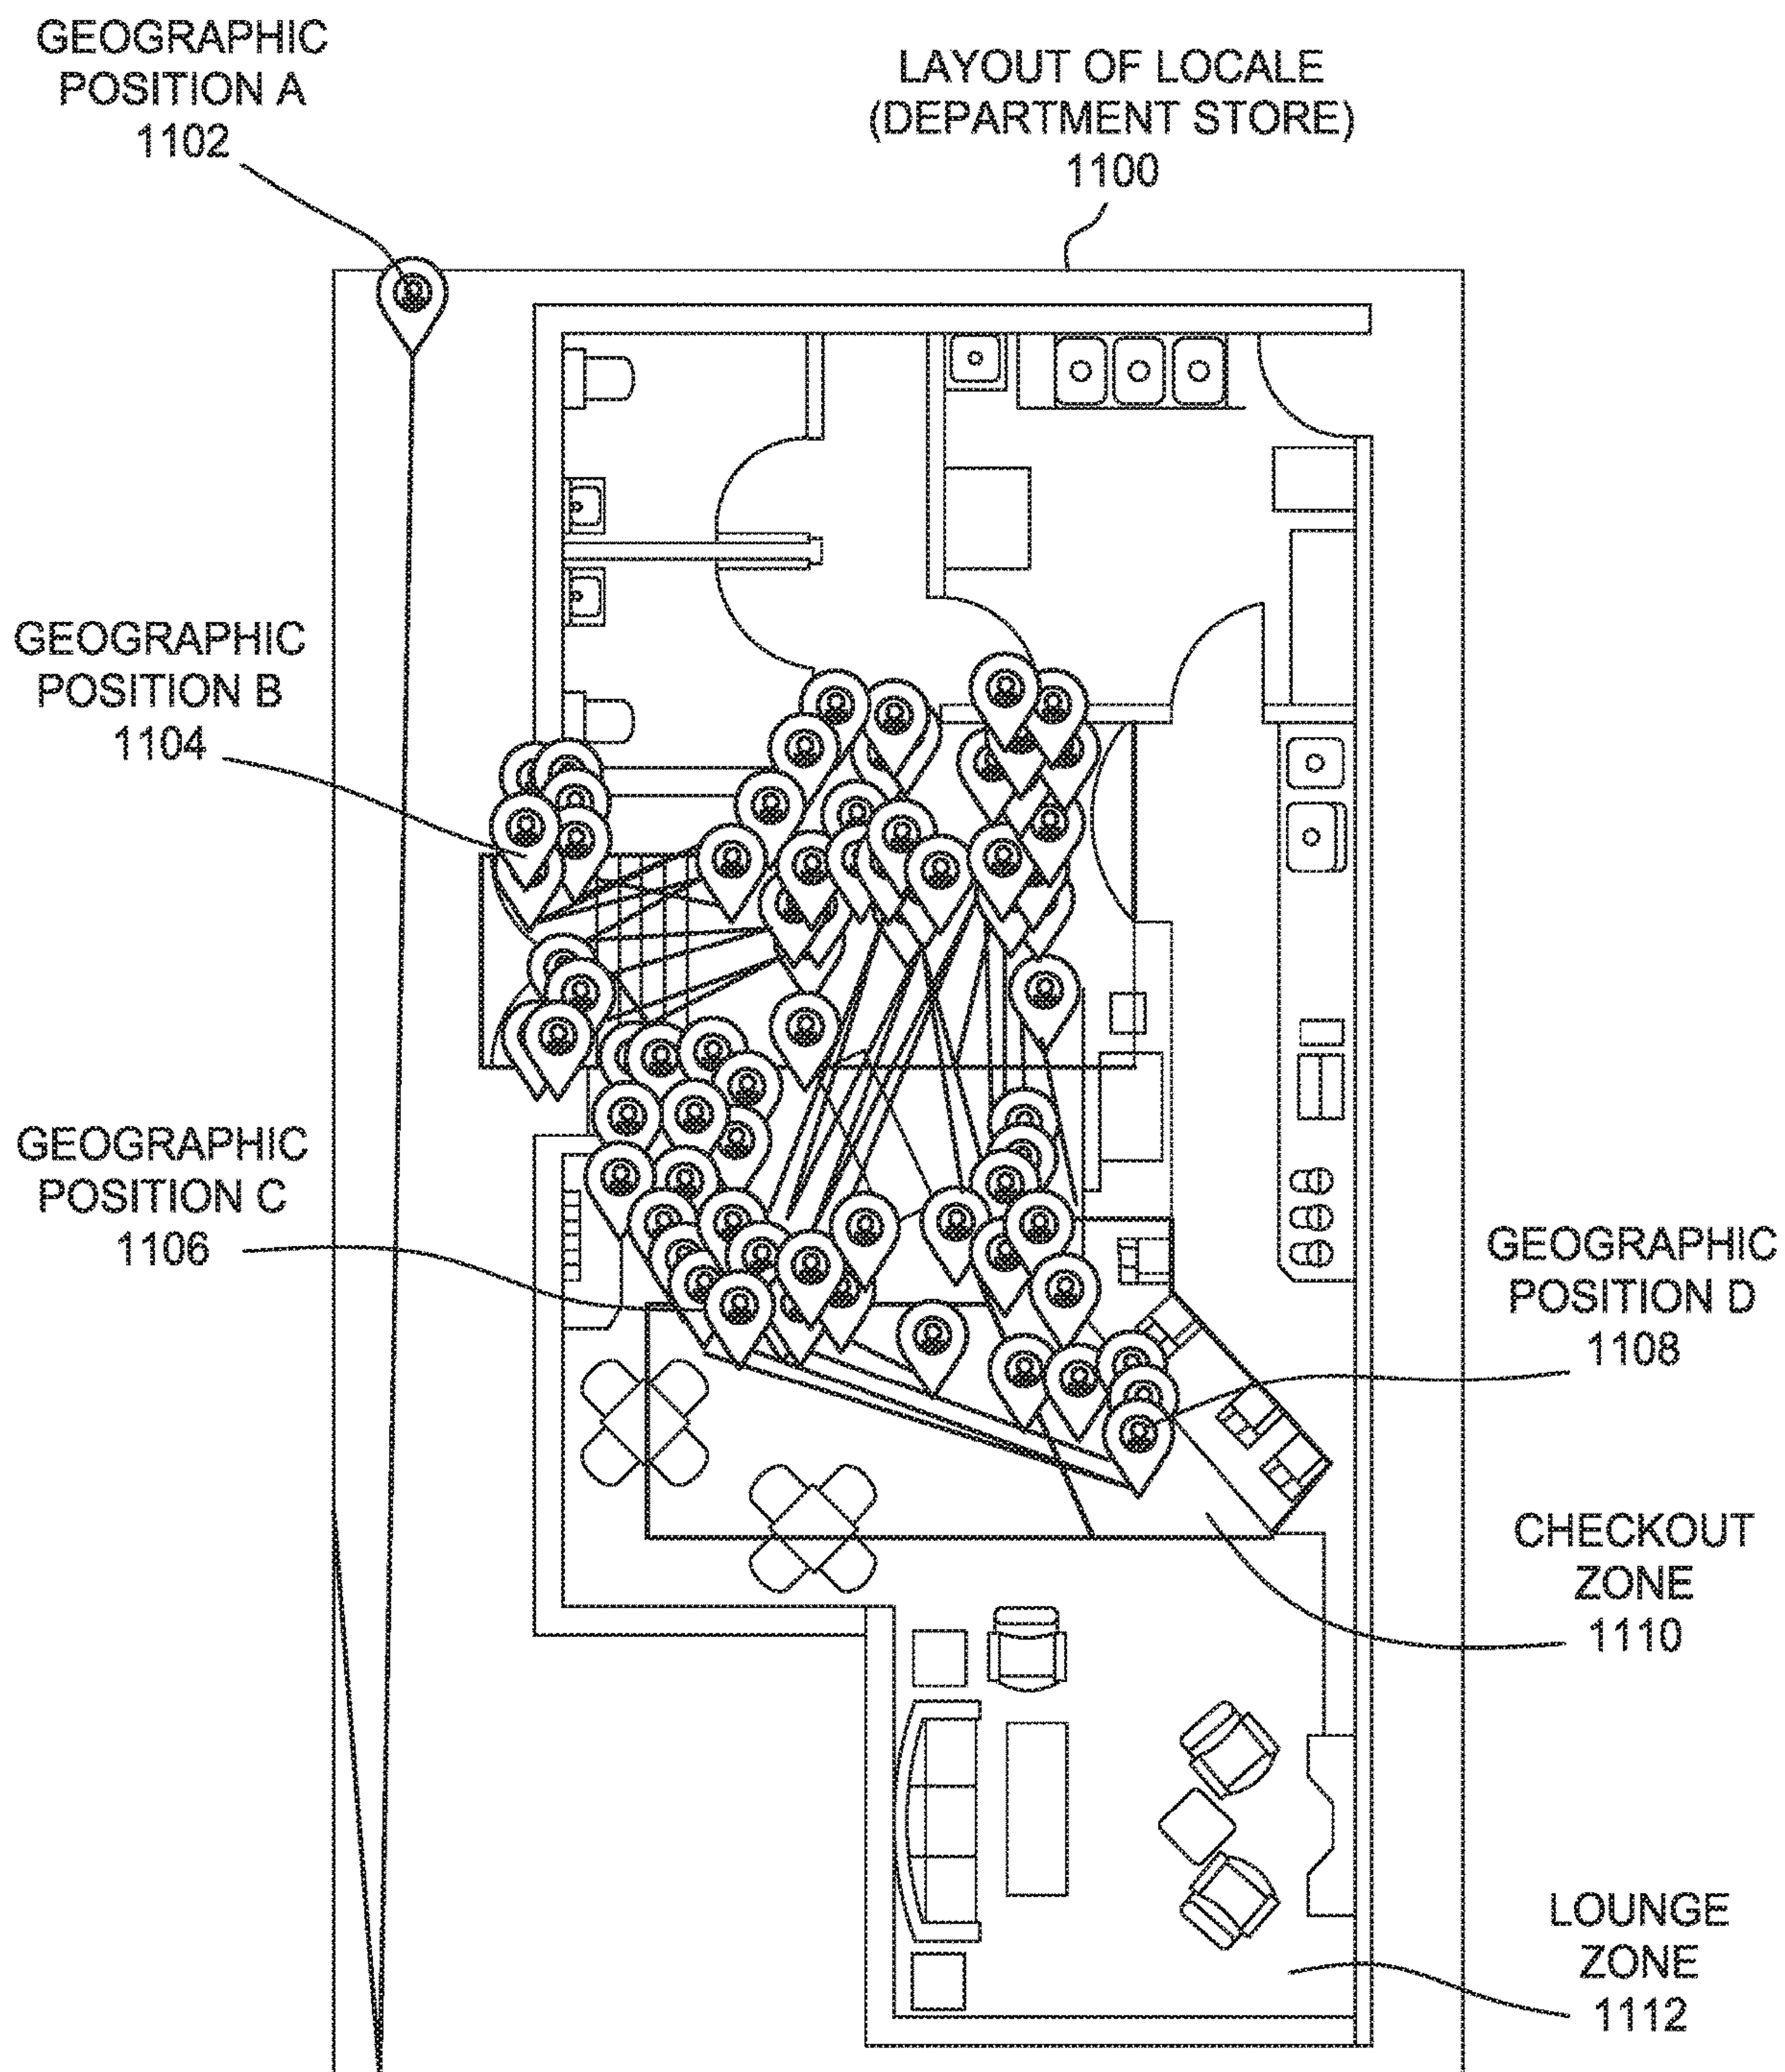 GEOGRAPHIC
POSITION A
1102
LAYOUT OF LOCALE
(DEPARTMENT STORE)
1100
GEOGRAPHIC
POSITION B
1104
GEOGRAPHIC
POSITION C
1106
GEOGRAPHIC
POSITION D
1108
CHECKOUT
ZONE
1110
LOUNGE
ZONE
1112